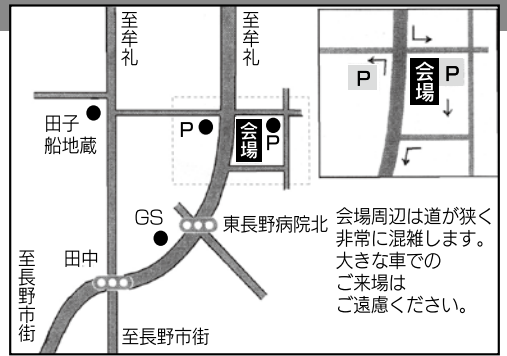 至牟礼
至牟礼
田子
船地蔵
P
会場
P
P
会場
P
GS
東長野病院北
田中
至長野市街
至長野市街
会場周辺は道が狭く
非常に混雑します。
大きな車での
ご来場は
ご遠慮ください。